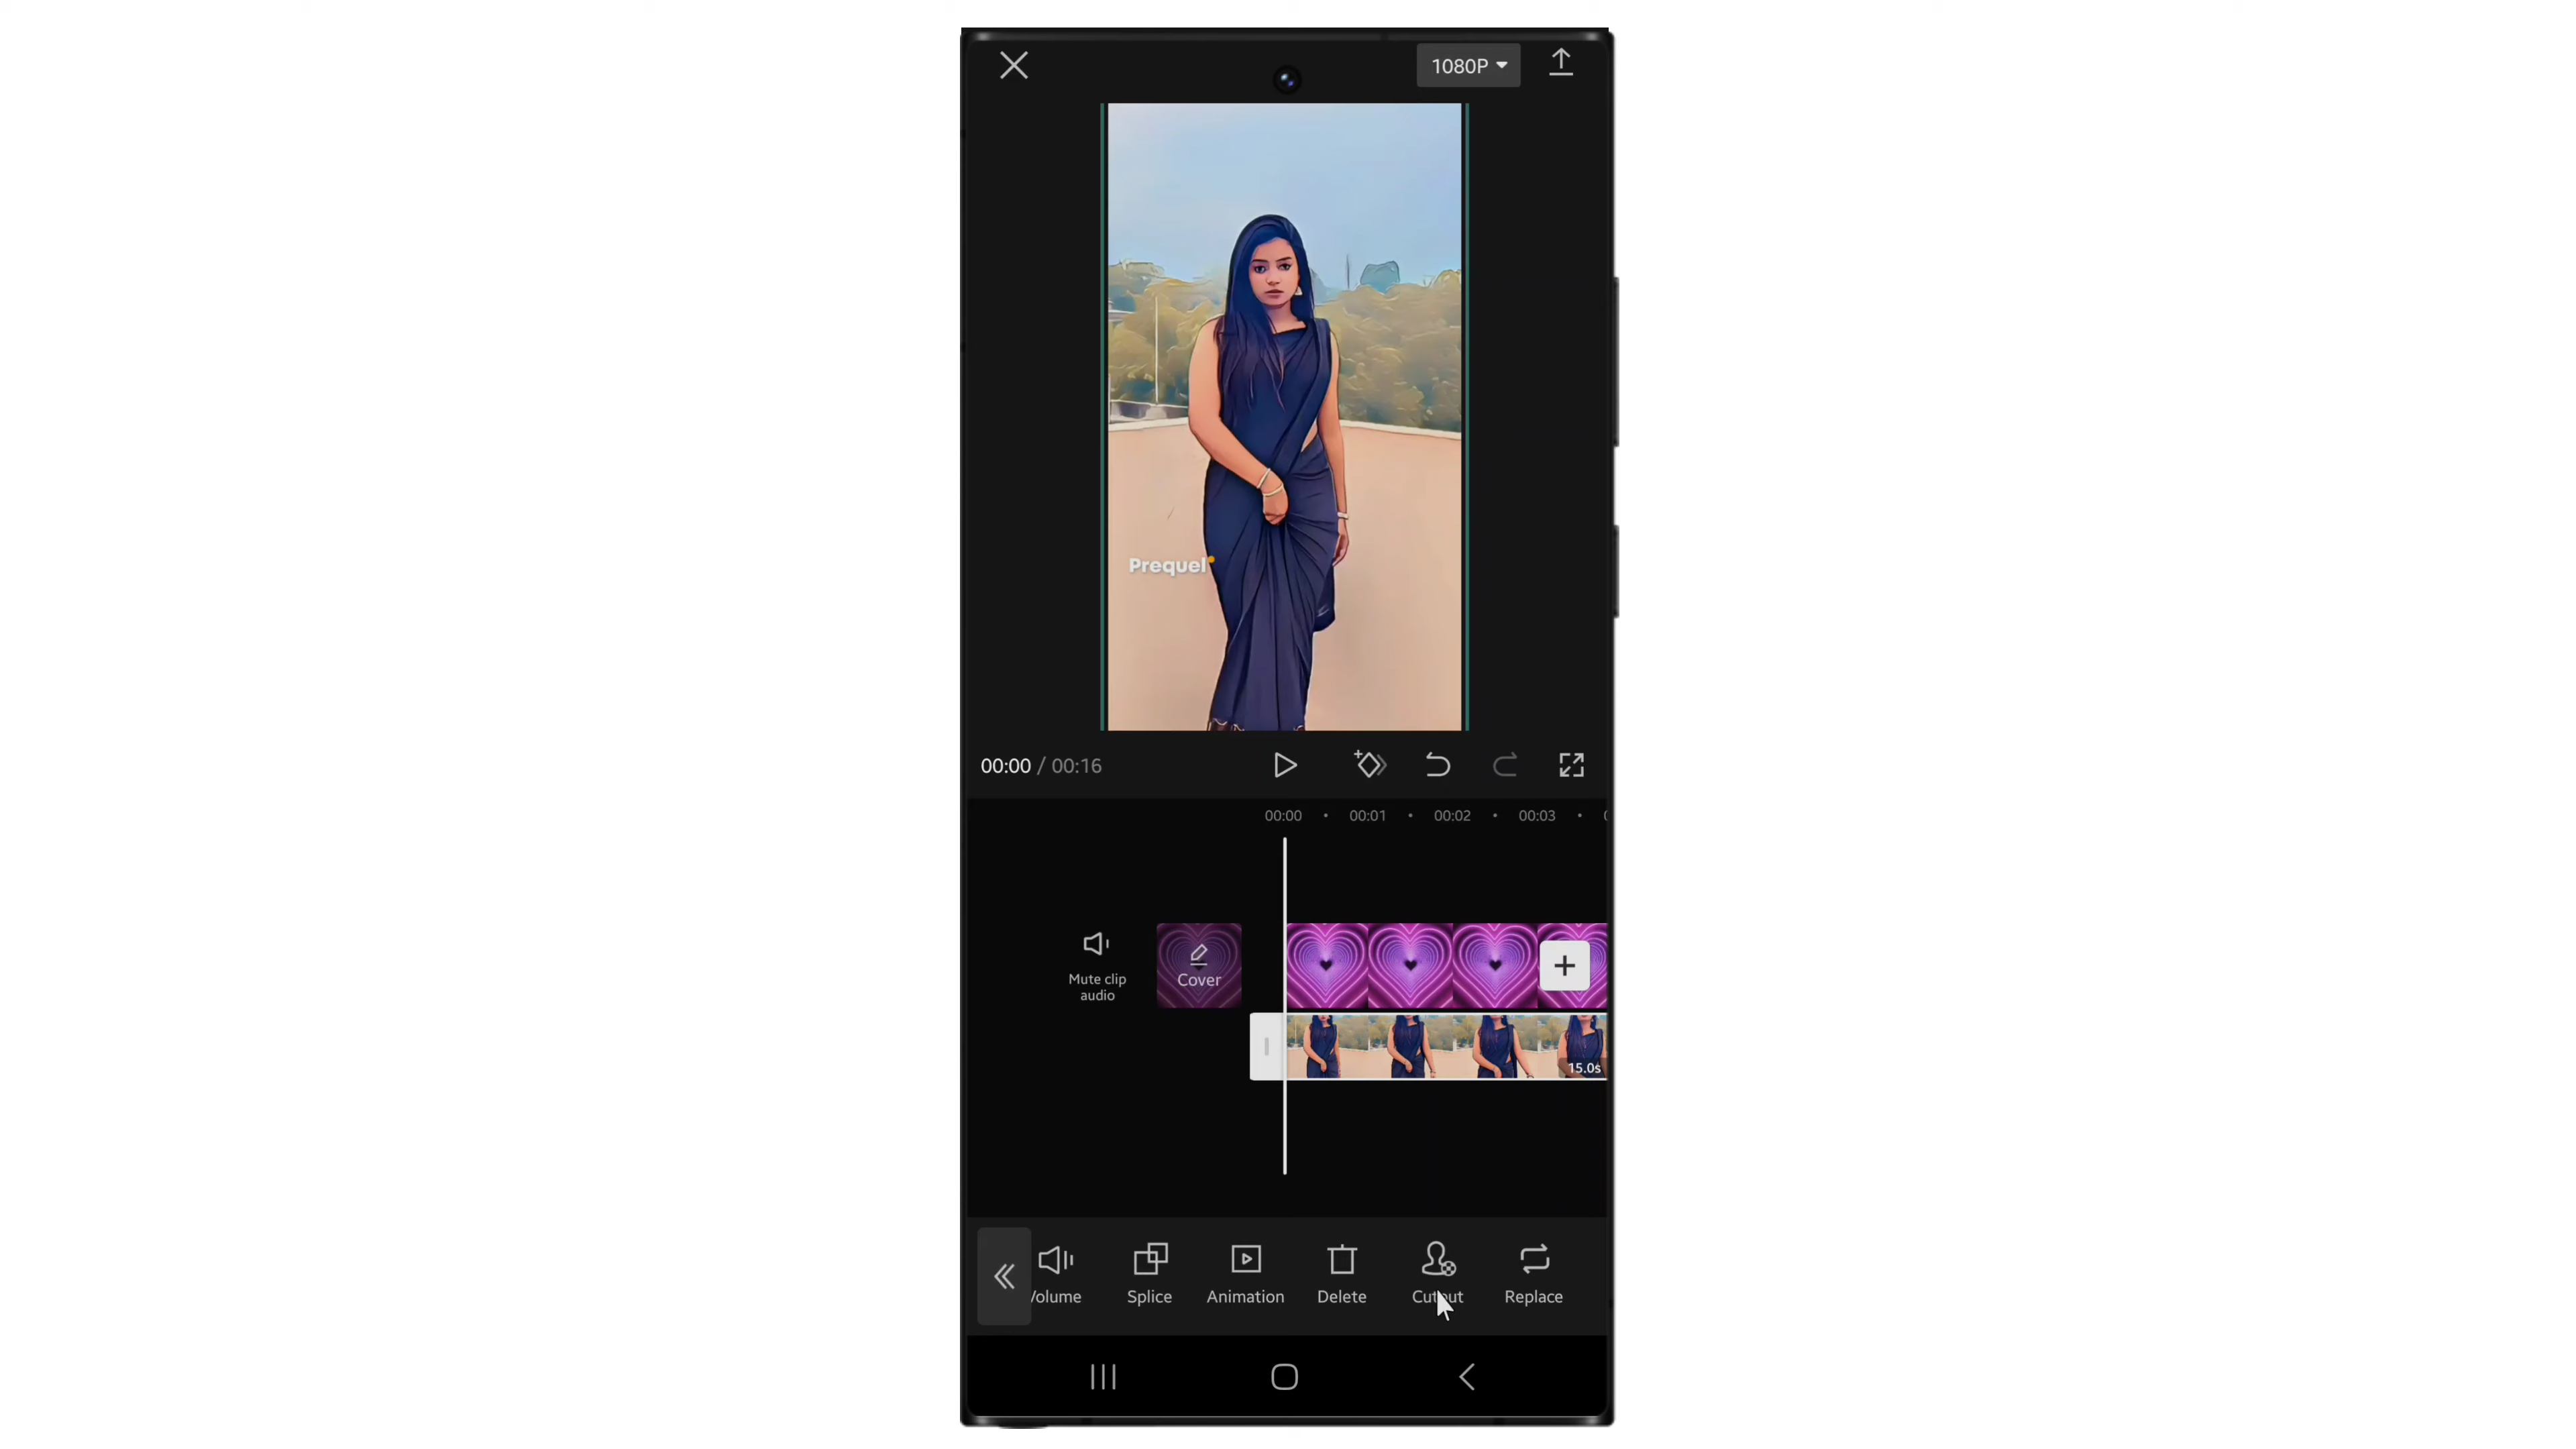 1080P
Prequel
00:00 / 00:16
00:00 • 00:01 • 00:02 • 00:03 •
Mute clip
audio
Cover
15.0s
Volume Splice Animation Delete Cutout Replace